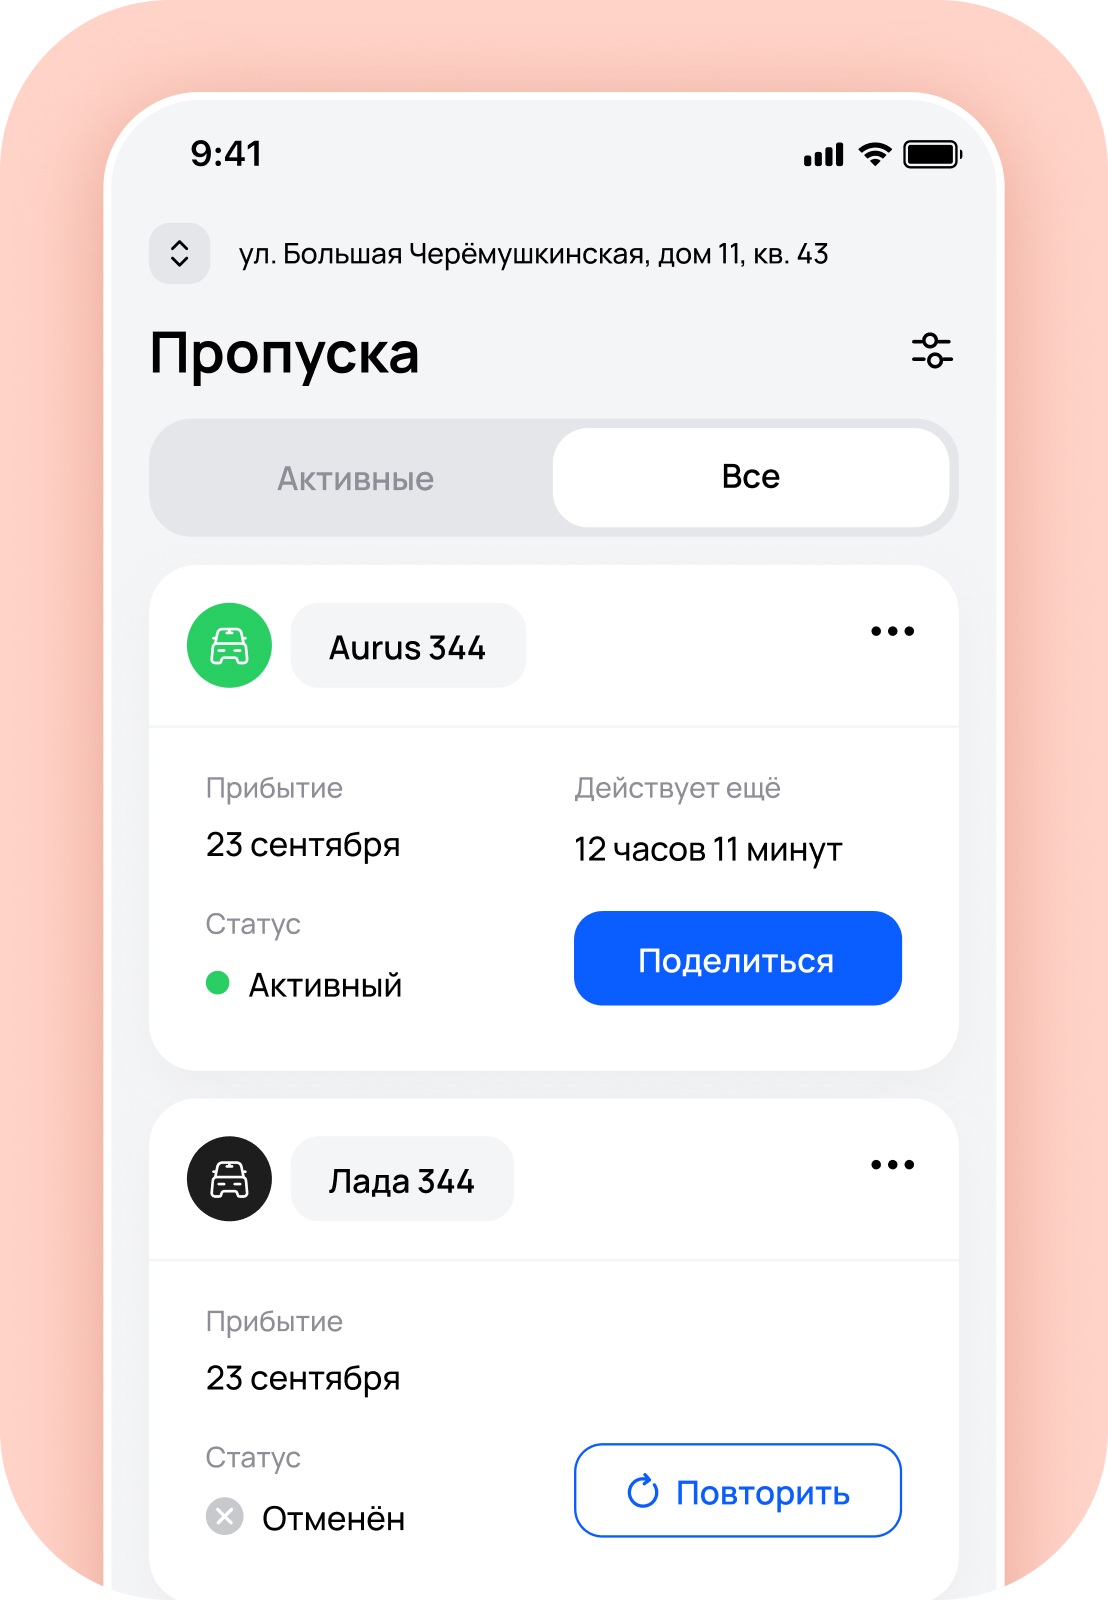 9:41
ул. Большая Черёмушкинская, дом 11, кв. 43
Пропуска
Активные
Все
Aurus 344
Прибытие
Действует ещё
23 сентября
12 часов 11 минут
Статус
Активный
Поделиться
Лада 344
Прибытие
23 сентября
Статус
Отменён
Повторить